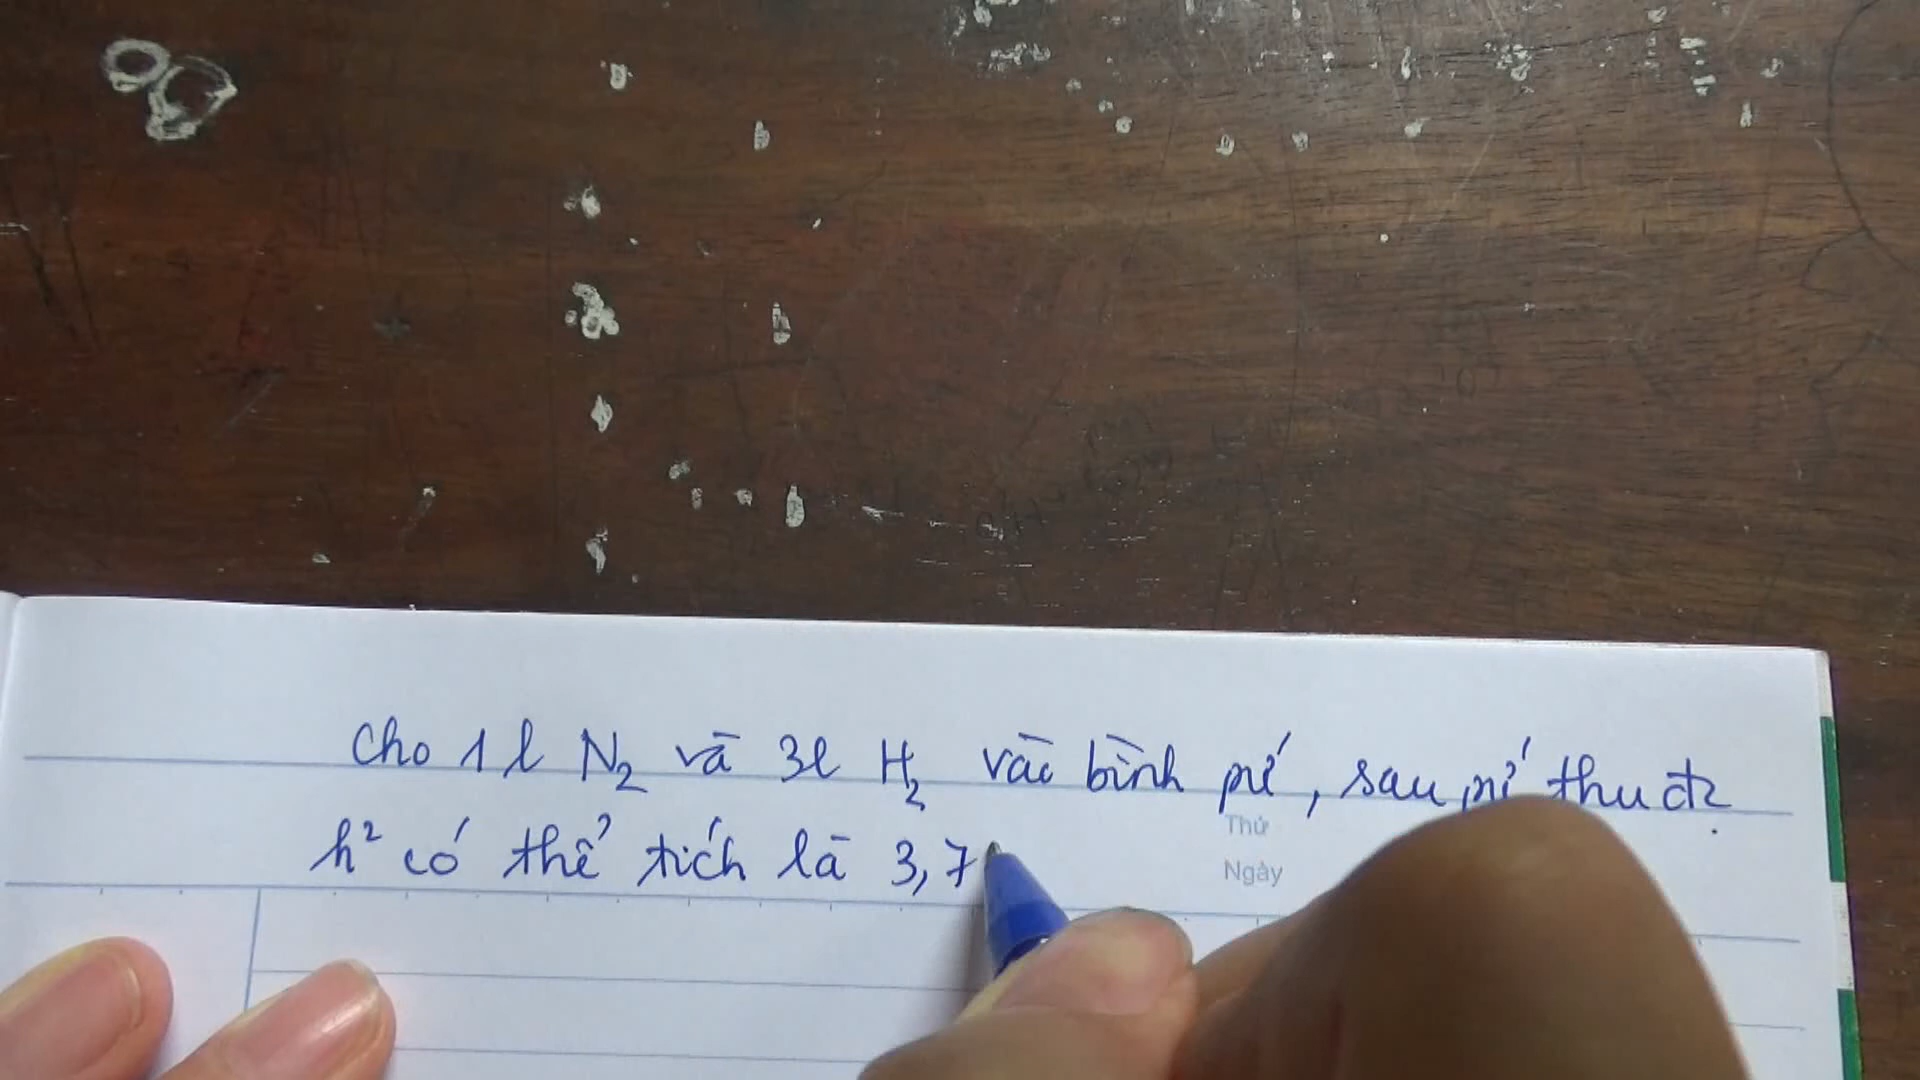 Cho 1 l N₂ và 3l H₂ vào bình pứ, sau pứ thu đc
h² có thể tích là 3,7
Thứ
Ngày